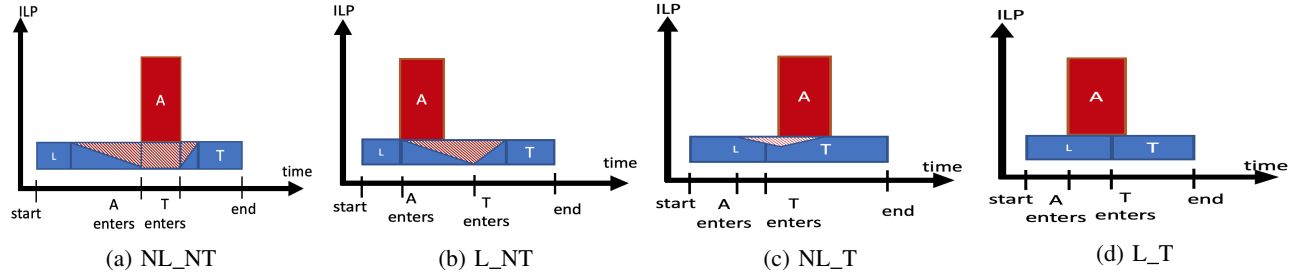 ILP
A
L
T
time
start
A
enters
T
enters
end
(a) NL_NT
ILP
A
L
T
time
start
A
enters
T
enters
end
(b) L_NT
ILP
A
L
T
time
start
A
enters
T
enters
end
(c) NL_T
ILP
A
L
T
time
start
A
enters
T
enters
end
(d) L_T